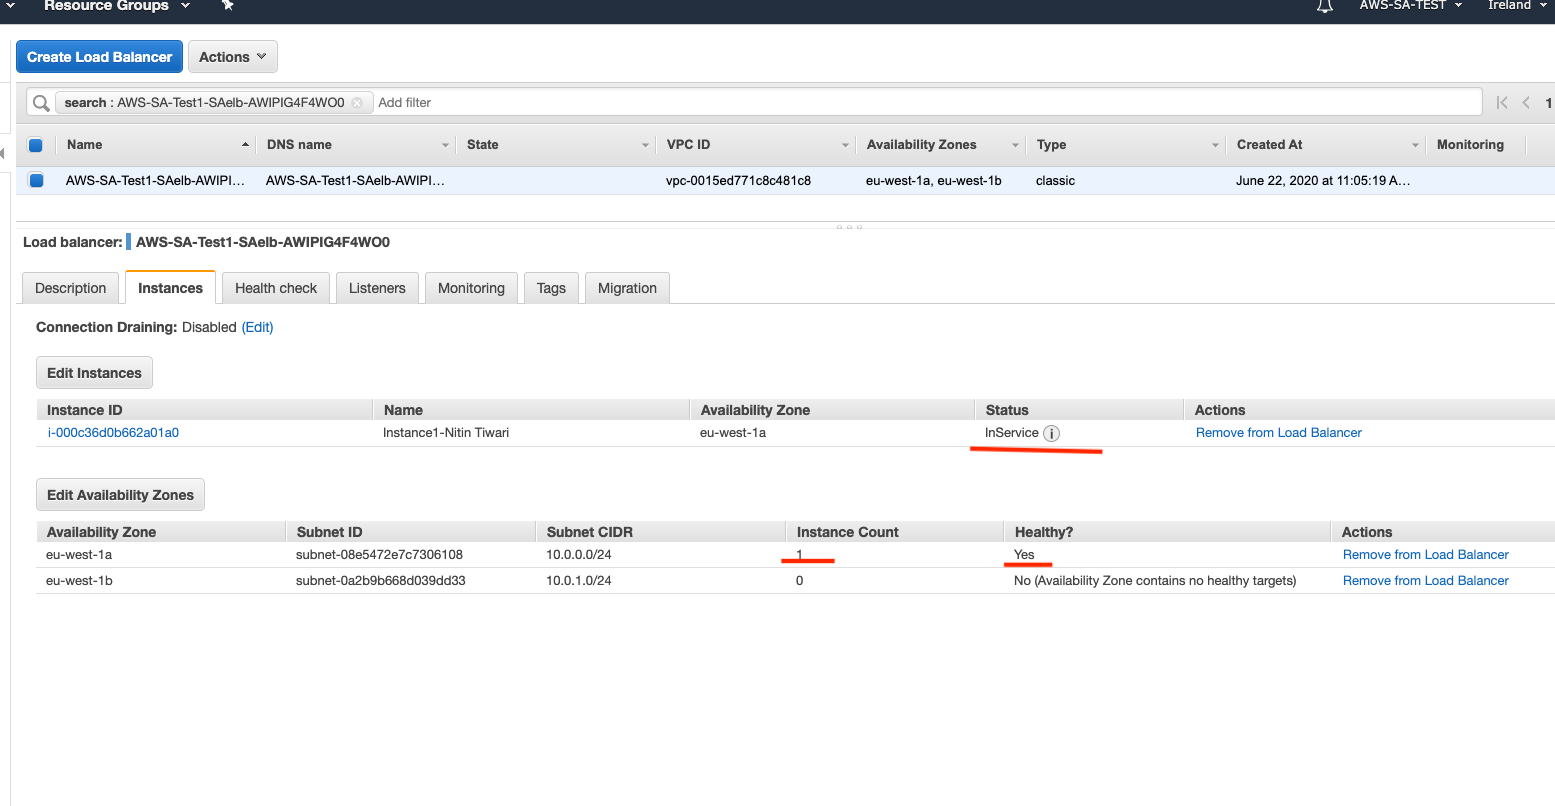 Resource Groups AWS-SA-TEST Ireland
Create Load Balancer Actions
search : AWS-SA-Test1-SAelb-AWIPIG4F4WO0 Add filter 1
Name DNS name State VPC ID Availability Zones Type Created At Monitoring
AWS-SA-Test1-SAelb-AWIPI… AWS-SA-Test1-SAelb-AWIPI… vpc-0015ed771c8c481c8 eu-west-1a, eu-west-1b classic June 22, 2020 at 11:05:19 A…
Load balancer: AWS-SA-Test1-SAelb-AWIPIG4F4WO0
Description Instances Health check Listeners Monitoring Tags Migration
Connection Draining: Disabled (Edit)
Edit Instances
Instance ID Name Availability Zone Status Actions
i-000c36d0b662a01a0 Instance1-Nitin Tiwari eu-west-1a InService i Remove from Load Balancer
Edit Availability Zones
Availability Zone Subnet ID Subnet CIDR Instance Count Healthy? Actions
eu-west-1a subnet-08e5472e7c7306108 10.0.0.0/24 1 Yes Remove from Load Balancer
eu-west-1b subnet-0a2b9b668d039dd33 10.0.1.0/24 0 No (Availability Zone contains no healthy targets) Remove from Load Balancer